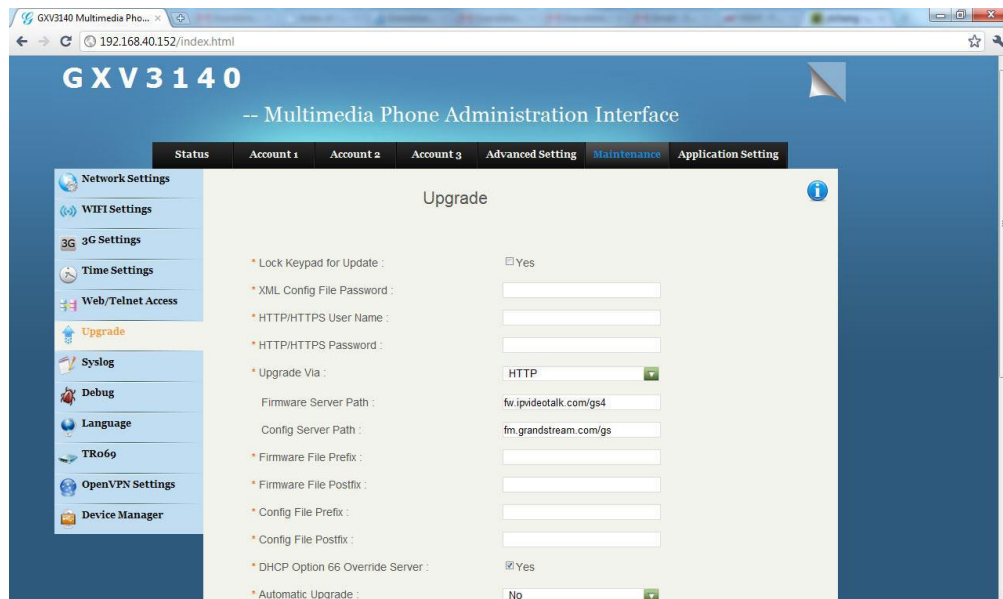 GXV3140 Multimedia Pho...
192.168.40.152/index.html
GXV3140
-- Multimedia Phone Administration Interface
Status Account 1 Account 2 Account 3 Advanced Setting Maintenance Application Setting
Network Settings
WIFI Settings
3G 3G Settings
Time Settings
Web/Telnet Access
Upgrade
Syslog
Debug
Language
TR069
OpenVPN Settings
Device Manager
Upgrade
* Lock Keypad for Update : Yes
* XML Config File Password :
* HTTP/HTTPS User Name :
* HTTP/HTTPS Password :
* Upgrade Via : HTTP
Firmware Server Path : fw.ipvideotalk.com/gs4
Config Server Path : fm.grandstream.com/gs
* Firmware File Prefix :
* Firmware File Postfix :
* Config File Prefix :
* Config File Postfix :
* DHCP Option 66 Override Server : Yes
* Automatic Upgrade : No